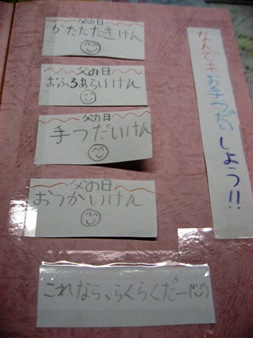 なんでもお手つだいしよう!!
父の日
かたたたきけん
父の日
おふろあらいけん
父の日
手つだいけん
父の日
おつかいけん
これなら、らくらくだー